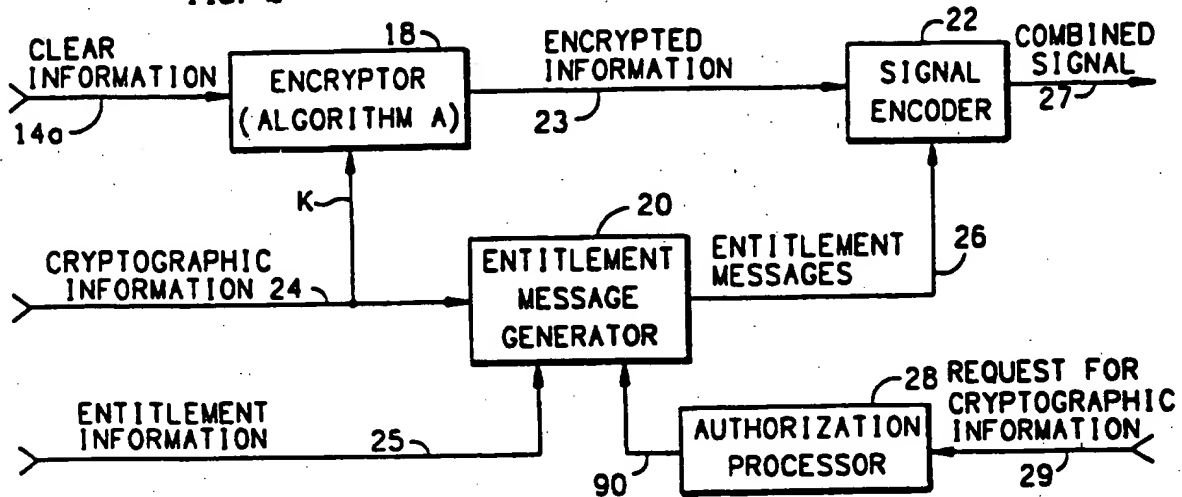 18
22
CLEAR
INFORMATION
14a
ENCRYPTOR
(ALGORITHM A)
ENCRYPTED
INFORMATION
23
SIGNAL
ENCODER
COMBINED
SIGNAL
27
K
20
CRYPTOGRAPHIC
INFORMATION 24
ENTITLEMENT
MESSAGE
GENERATOR
ENTITLEMENT
MESSAGES
26
28
REQUEST FOR
CRYPTOGRAPHIC
INFORMATION
29
ENTITLEMENT
INFORMATION
25
AUTHORIZATION
PROCESSOR
90